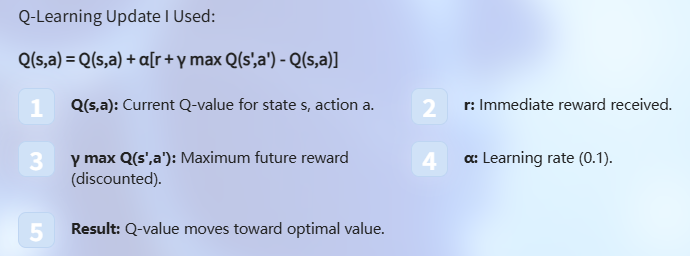 Q-Learning Update I Used:
Q(s,a) = Q(s,a) + α[r + γ max Q(s',a') - Q(s,a)]
1 Q(s,a): Current Q-value for state s, action a.
2 r: Immediate reward received.
3 γ max Q(s',a'): Maximum future reward
(discounted).
4 α: Learning rate (0.1).
5 Result: Q-value moves toward optimal value.